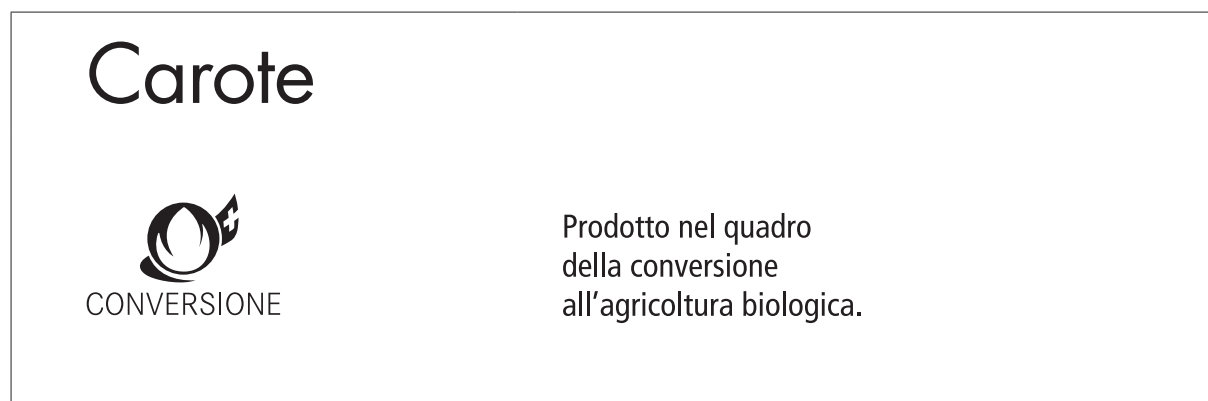 Carote
CONVERSIONE
Prodotto nel quadro
della conversione
all’agricoltura biologica.